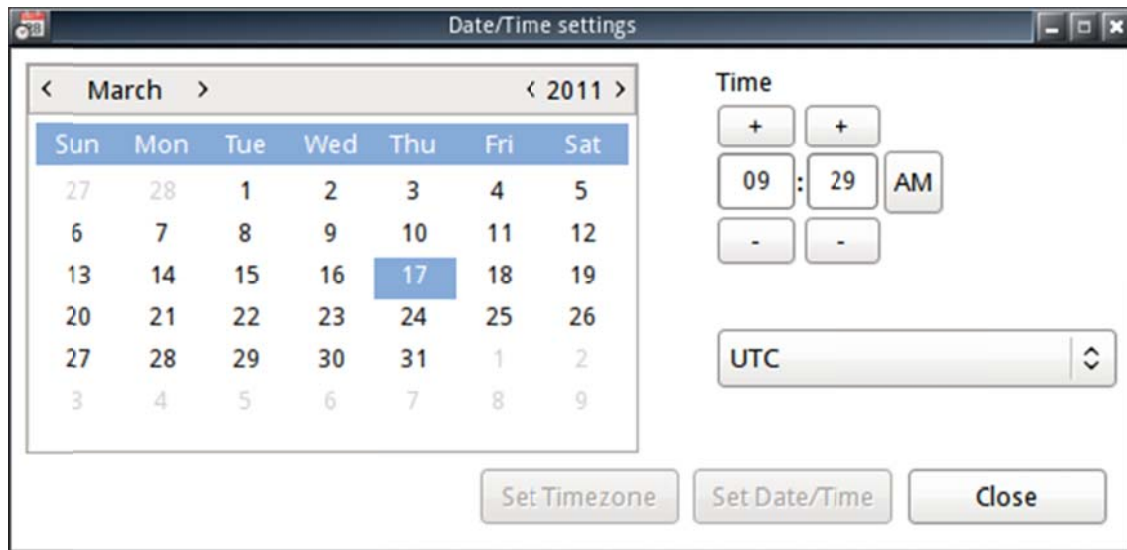 Date/Time settings
< March > < 2011 >
Sun Mon Tue Wed Thu Fri Sat
27 28 1 2 3 4 5
6 7 8 9 10 11 12
13 14 15 16 17 18 19
20 21 22 23 24 25 26
27 28 29 30 31 1 2
3 4 5 6 7 8 9
Time
+ +
09 : 29 AM
- -
UTC
Set Timezone Set Date/Time Close